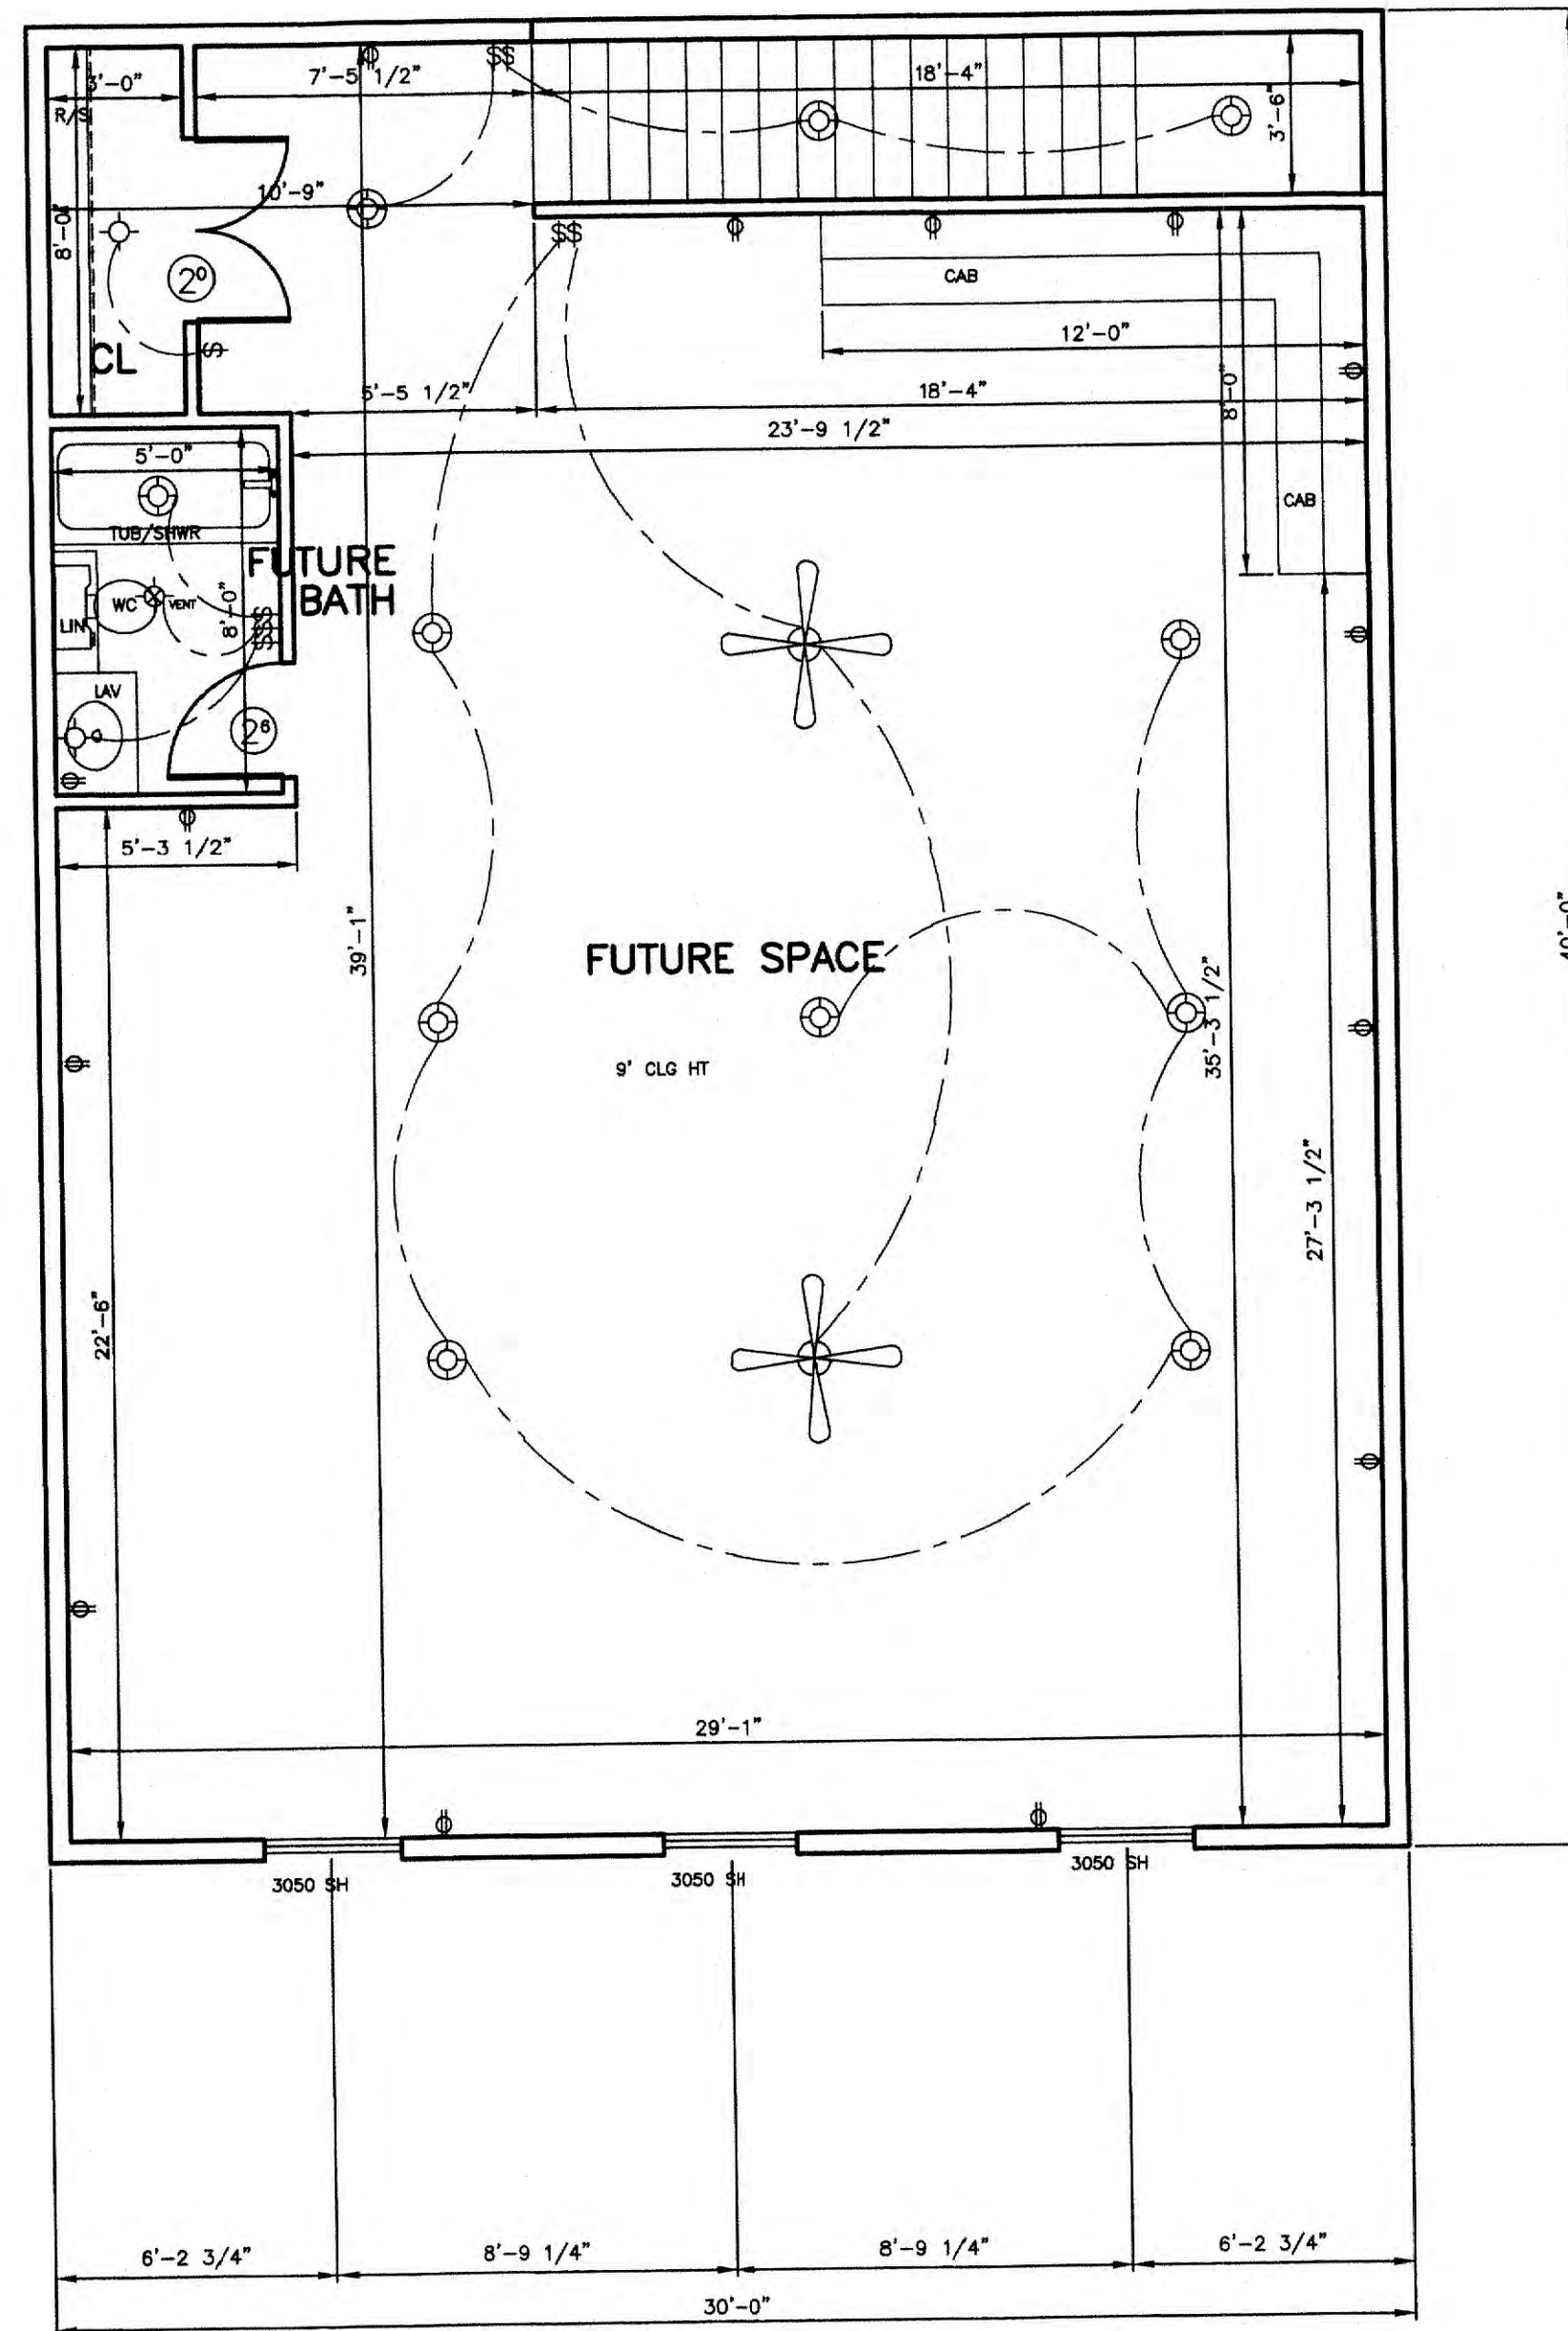 3'-0"
7'-5 1/2"
$$
18'-4"
3'-6"
R/S
10'-9"
8'-0"
$$
2⁰
CAB
12'-0"
CL
$
5'-5 1/2"
18'-4"
8'-0"
23'-9 1/2"
5'-0"
CAB
TUB/SHWR
FUTURE
BATH
WC
VENT
8'-0"
$$$
LIN
LAV
2⁶
5'-3 1/2"
39'-1"
FUTURE SPACE
40'-0"
35'-3 1/2"
9' CLG HT
27'-3 1/2"
22'-6"
29'-1"
3050 SH
3050 SH
3050 SH
6'-2 3/4"
8'-9 1/4"
8'-9 1/4"
6'-2 3/4"
30'-0"